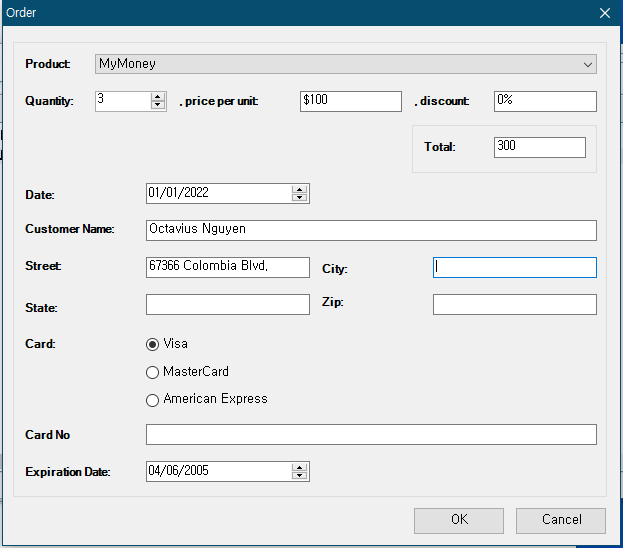 Order
Product: MyMoney
Quantity: 3 , price per unit: $100 , discount: 0%
Total: 300
Date: 01/01/2022
Customer Name: Octavius Nguyen
Street: 67366 Colombia Blvd, City:
State: Zip:
Card: Visa
MasterCard
American Express
Card No
Expiration Date: 04/06/2005
OK Cancel